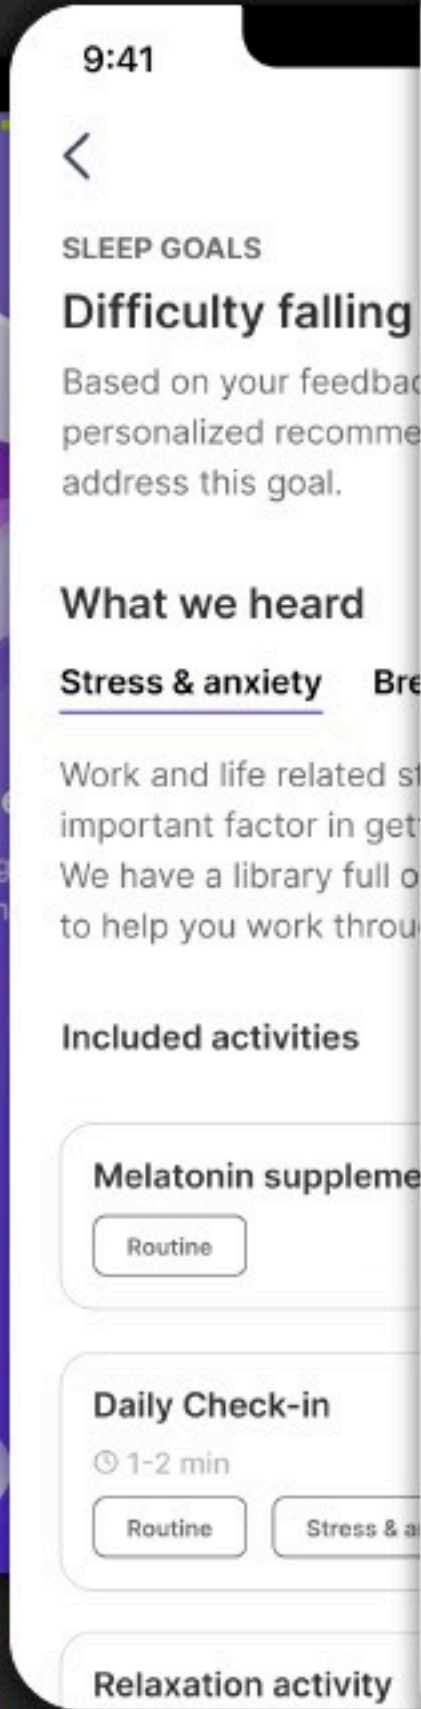 9:41
SLEEP GOALS
Difficulty falling
Based on your feedbac
personalized recomme
address this goal.
What we heard
Stress & anxiety Bre
Work and life related st
important factor in get
We have a library full o
to help you work throu
Included activities
Melatonin suppleme
Routine
Daily Check-in
1-2 min
Routine Stress & a
Relaxation activity